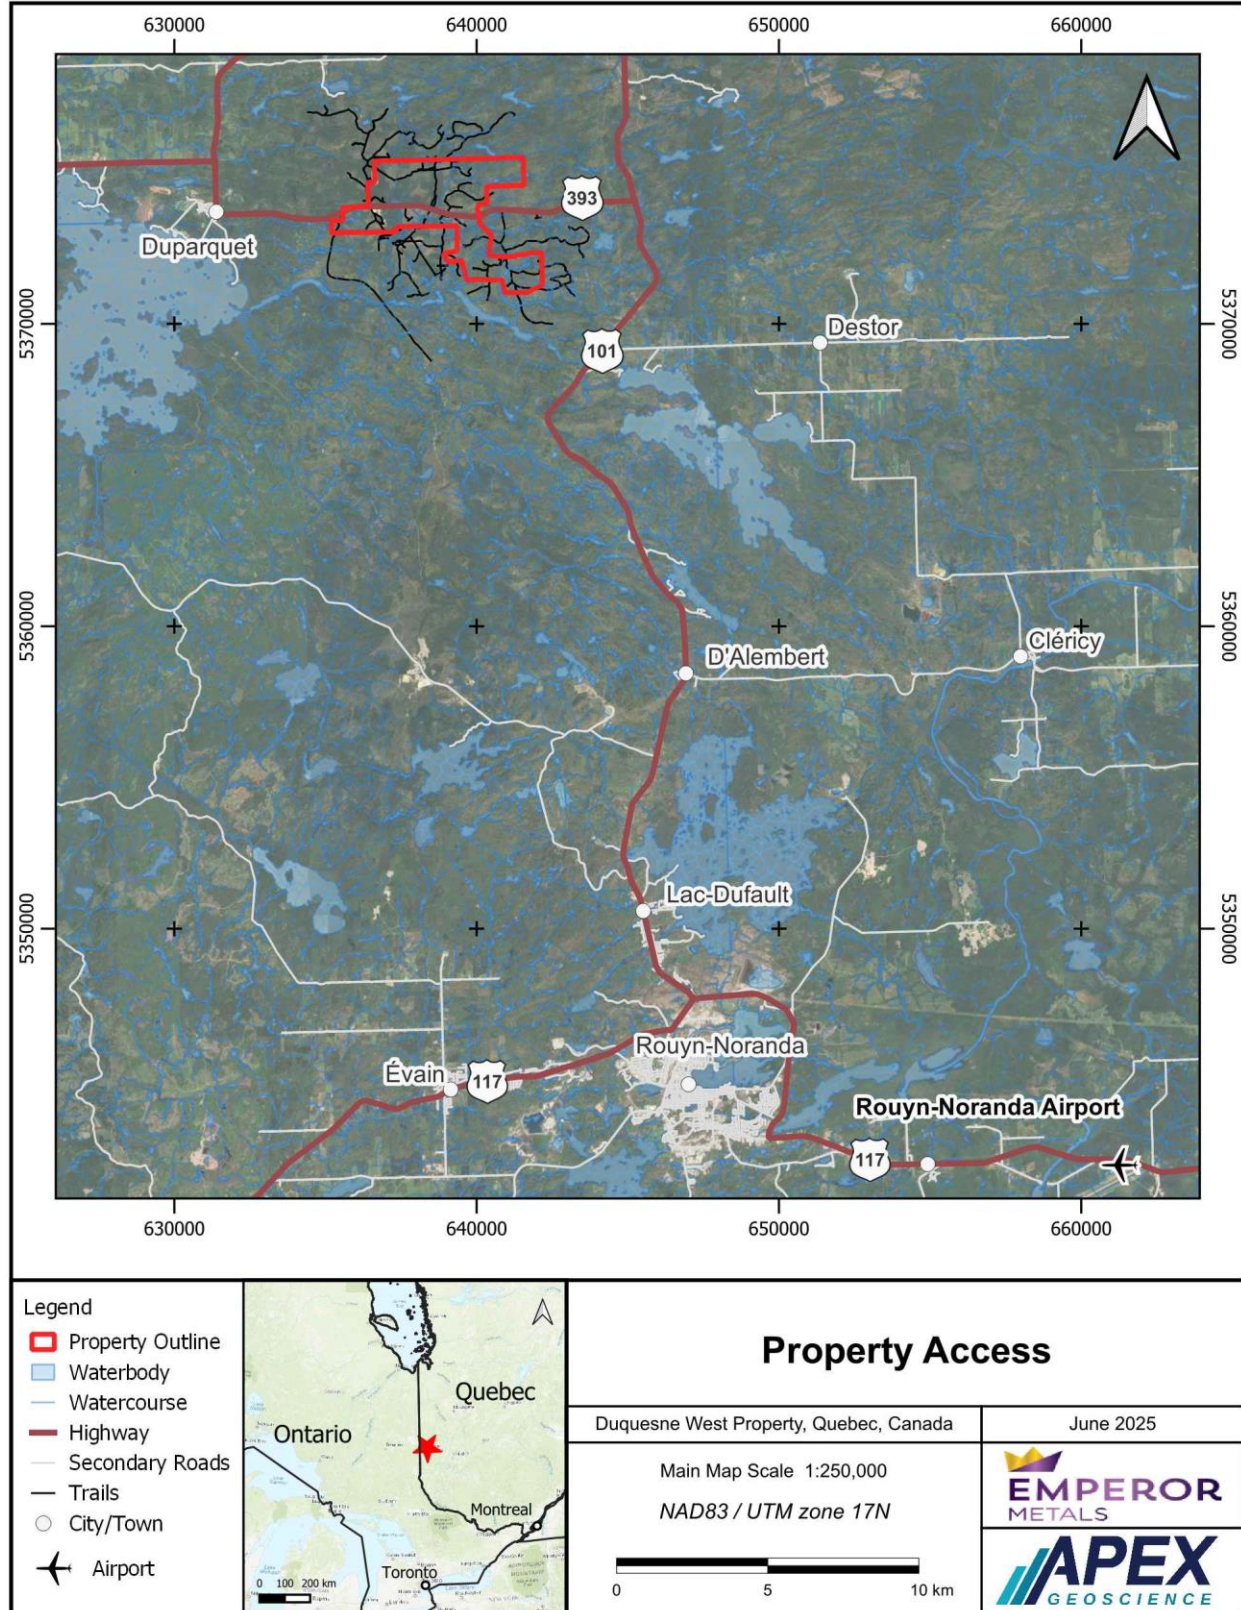 630000
640000
650000
660000
393
Duparquet
5370000
5370000
Destor
101
5360000
5360000
Cléricy
D'Alembert
Lac-Dufault
5350000
5350000
Rouyn-Noranda
Évain
117
Rouyn-Noranda Airport
117
630000
640000
650000
660000
Legend
Property Outline
Waterbody
Watercourse
Highway
Secondary Roads
Trails
City/Town
Airport
Quebec
Ontario
Montreal
Toronto
0 100 200 km
Property Access
Duquesne West Property, Quebec, Canada
June 2025
Main Map Scale 1:250,000
NAD83 / UTM zone 17N
0 5 10 km
EMPEROR
METALS
APEX
GEOSCIENCE